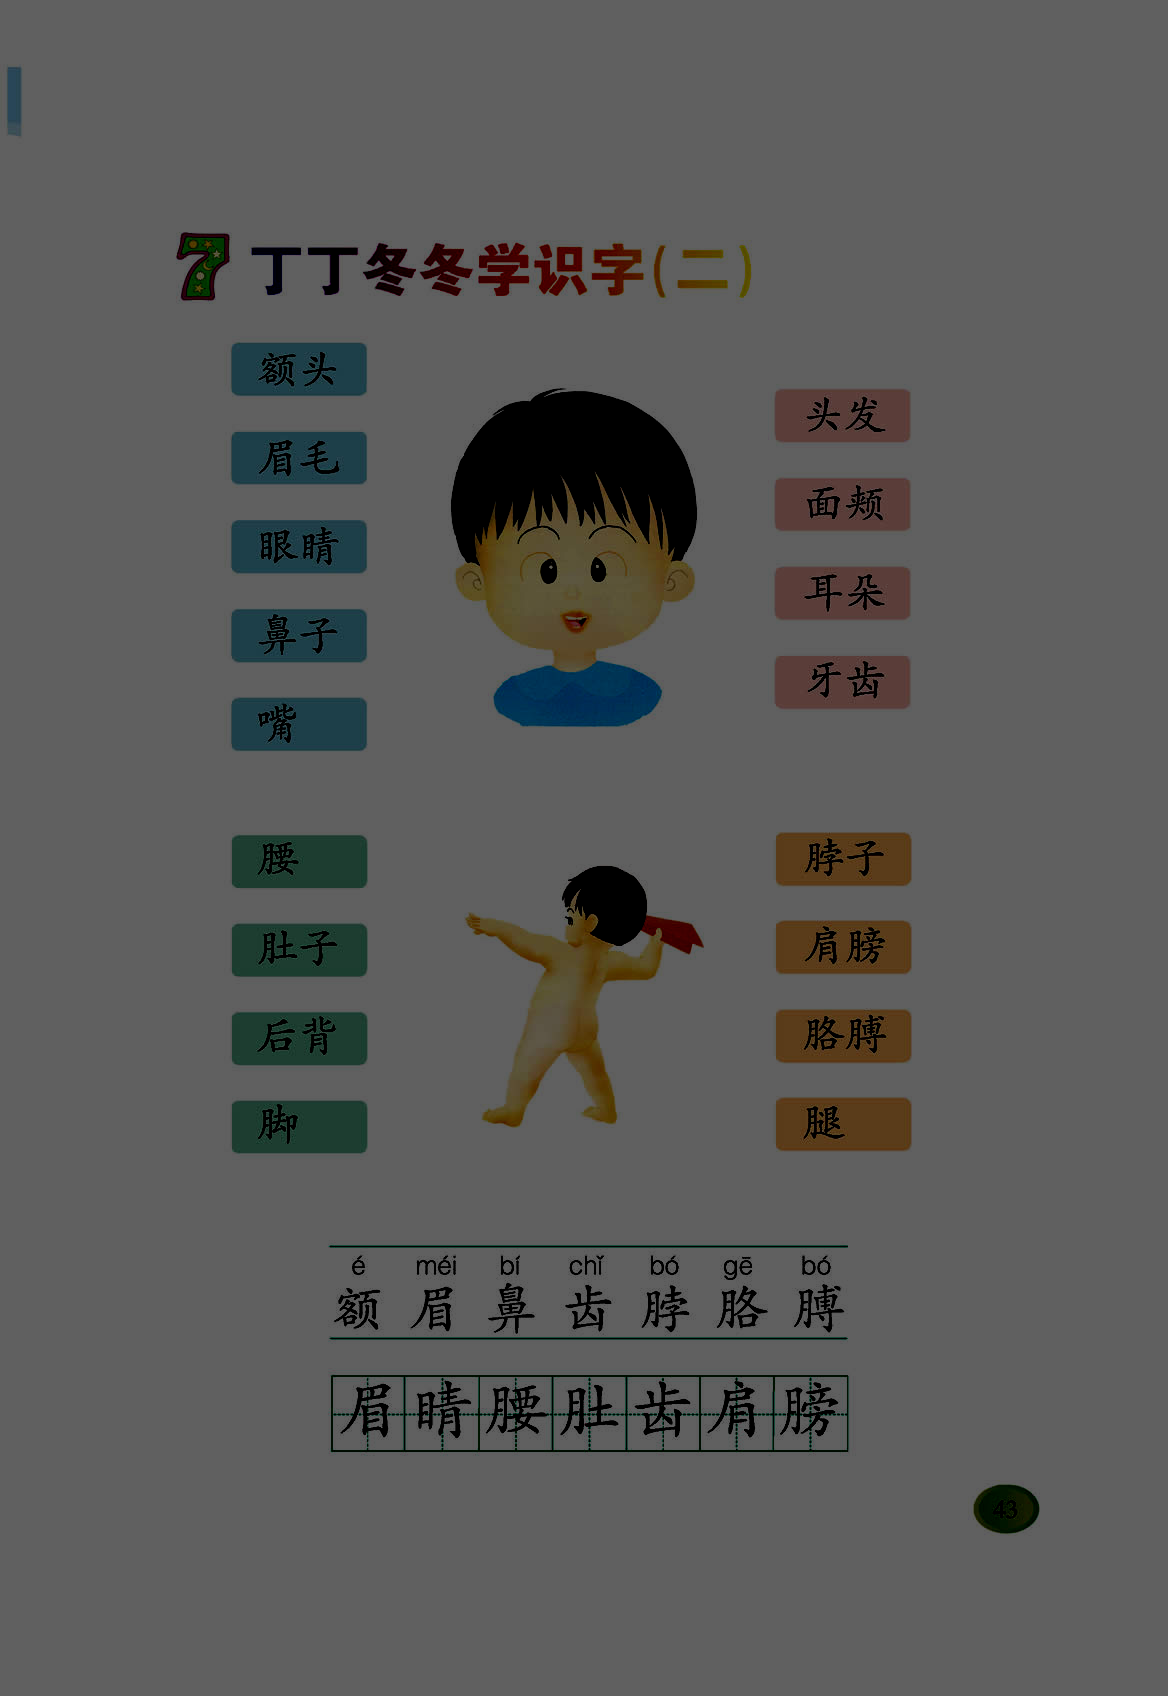 7 丁丁冬冬学识字(二)
额头
眉毛
眼睛
鼻子
嘴
头发
面颊
耳朵
牙齿
腰
肚子
后背
脚
脖子
肩膀
胳膊
腿
é méi bí chǐ bó gē bó
额 眉 鼻 齿 脖 胳 膊
眉睛腰肚齿肩膀
43